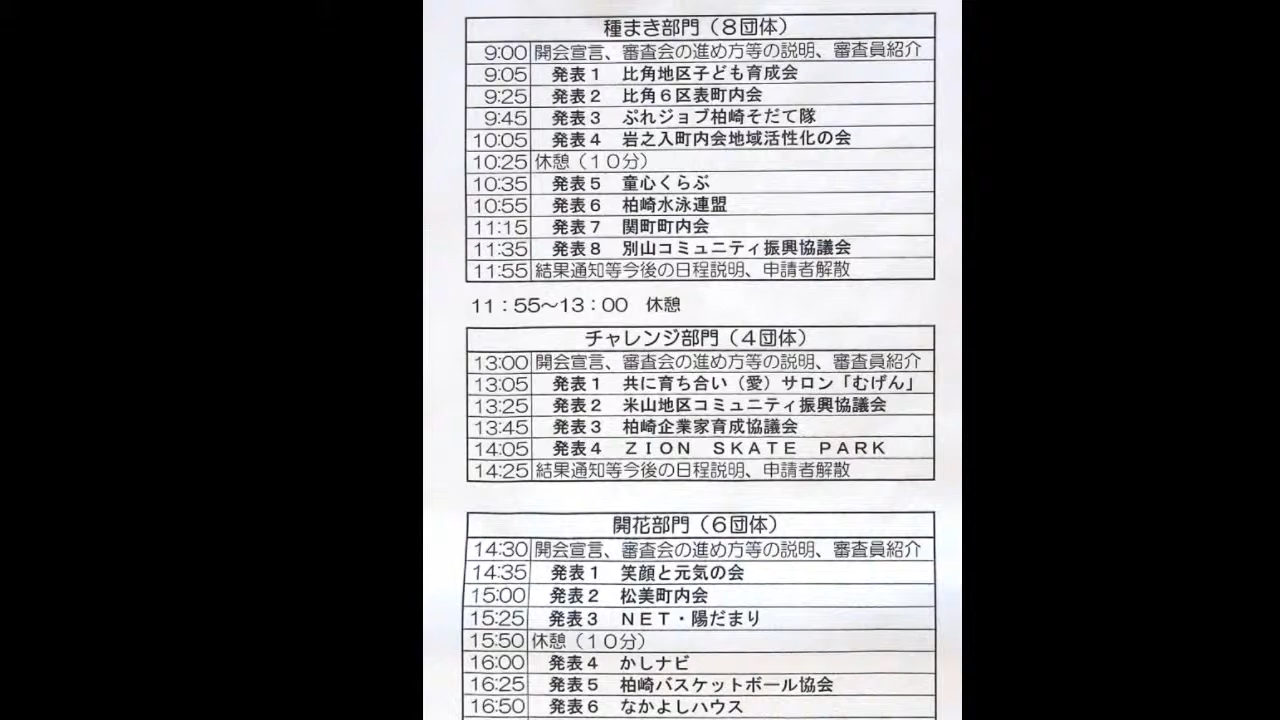 種まき部門（８団体）
9:00 開会宣言、審査会の進め方等の説明、審査員紹介
9:05 発表１ 比角地区子ども育成会
9:25 発表２ 比角６区表町内会
9:45 発表３ ぷれジョブ柏崎そだて隊
10:05 発表４ 岩之入町内会地域活性化の会
10:25 休憩（１０分）
10:35 発表５ 童心くらぶ
10:55 発表６ 柏崎水泳連盟
11:15 発表７ 関町町内会
11:35 発表８ 別山コミュニティ振興協議会
11:55 結果通知等今後の日程説明、申請者解散
11：55～13：00 休憩
チャレンジ部門（４団体）
13:00 開会宣言、審査会の進め方等の説明、審査員紹介
13:05 発表１ 共に育ち合い（愛）サロン「むげん」
13:25 発表２ 米山地区コミュニティ振興協議会
13:45 発表３ 柏崎企業家育成協議会
14:05 発表４ ＺＩＯＮ ＳＫＡＴＥ ＰＡＲＫ
14:25 結果通知等今後の日程説明、申請者解散
開花部門（６団体）
14:30 開会宣言、審査会の進め方等の説明、審査員紹介
14:35 発表１ 笑顔と元気の会
15:00 発表２ 松美町内会
15:25 発表３ ＮＥＴ・陽だまり
15:50 休憩（１０分）
16:00 発表４ かしナビ
16:25 発表５ 柏崎バスケットボール協会
16:50 発表６ なかよしハウス